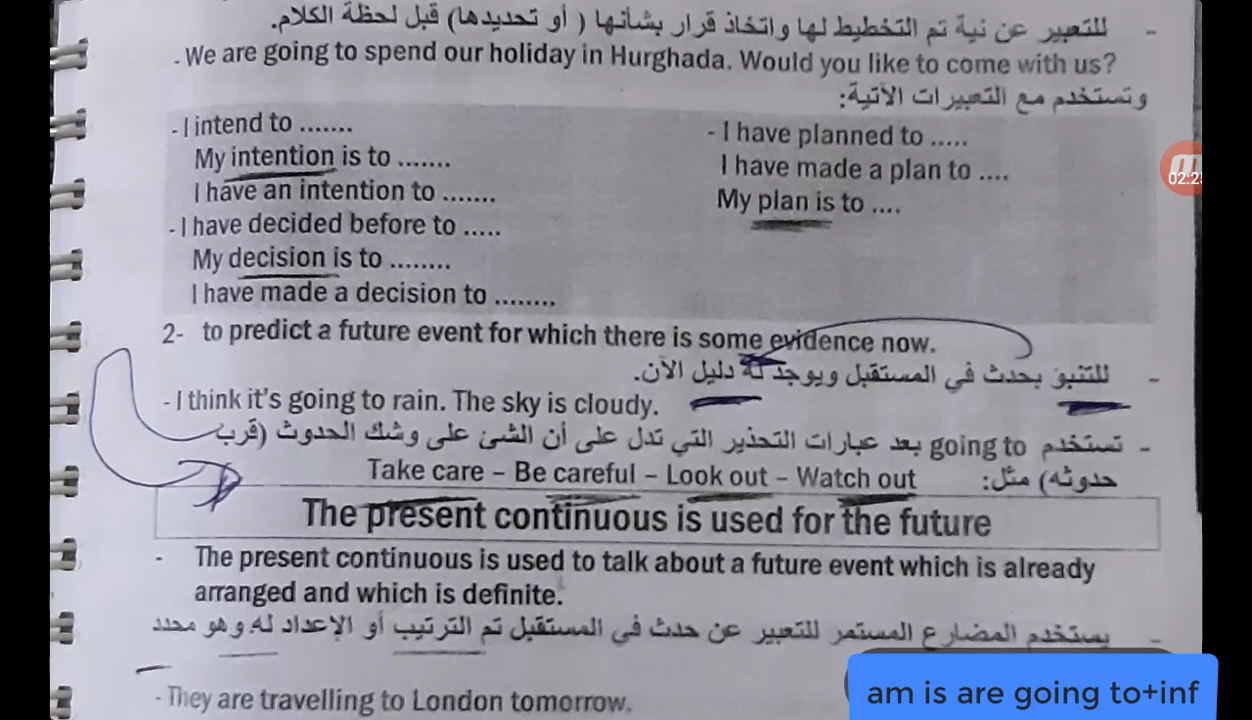 - للتعبير عن نية تم التخطيط لها واتخاذ قرار بشأنها ( أو تحديدها) قبل لحظة الكلام.
- We are going to spend our holiday in Hurghada. Would you like to come with us?
وتستخدم مع التعبيرات الآتية:
- I intend to .......
My intention is to .......
I have an intention to .......
- I have decided before to .....
My decision is to ........
I have made a decision to ........
- I have planned to .....
I have made a plan to ....
My plan is to ....
2- to predict a future event for which there is some evidence now.
- للتنبؤ بحدث في المستقبل ويوجد له دليل الآن.
- I think it's going to rain. The sky is cloudy.
- تستخدم going to بعد عبارات التحذير التي تدل على أن الشئ على وشك الحدوث (قرب
حدوثه) مثل: Take care – Be careful – Look out – Watch out
The present continuous is used for the future
- The present continuous is used to talk about a future event which is already
arranged and which is definite.
- يستخدم المضارع المستمر للتعبير عن حدث في المستقبل تم الترتيب أو الإعداد له وهو محدد
- They are travelling to London tomorrow.
am is are going to+inf